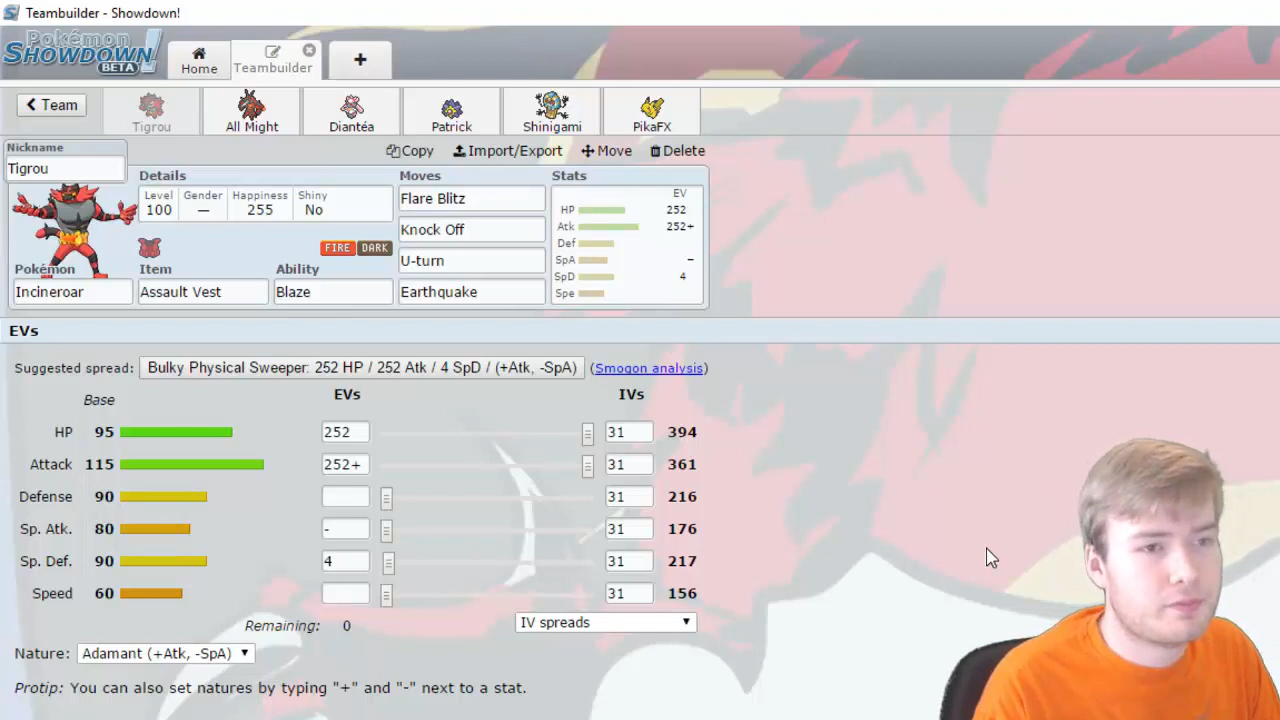 Teambuilder - Showdown!
Pokémon
SHOWDOWN!
BETA
Home
Teambuilder
+
< Team
Tigrou
All Might
Diantéa
Patrick
Shinigami
PikaFX
Copy Import/Export Move Delete
Nickname
Tigrou
Details
Level Gender Happiness Shiny
100 — 255 No
FIRE DARK
Pokémon
Incineroar
Item
Assault Vest
Ability
Blaze
Moves
Flare Blitz
Knock Off
U-turn
Earthquake
Stats
EV
HP 252
Atk 252+
Def
SpA –
SpD 4
Spe
EVs
Suggested spread: Bulky Physical Sweeper: 252 HP / 252 Atk / 4 SpD / (+Atk, -SpA) (Smogon analysis)
Base EVs IVs
HP 95 252 31 394
Attack 115 252+ 31 361
Defense 90 31 216
Sp. Atk. 80 - 31 176
Sp. Def. 90 4 31 217
Speed 60 31 156
Remaining: 0 IV spreads
Nature: Adamant (+Atk, -SpA)
Protip: You can also set natures by typing "+" and "-" next to a stat.